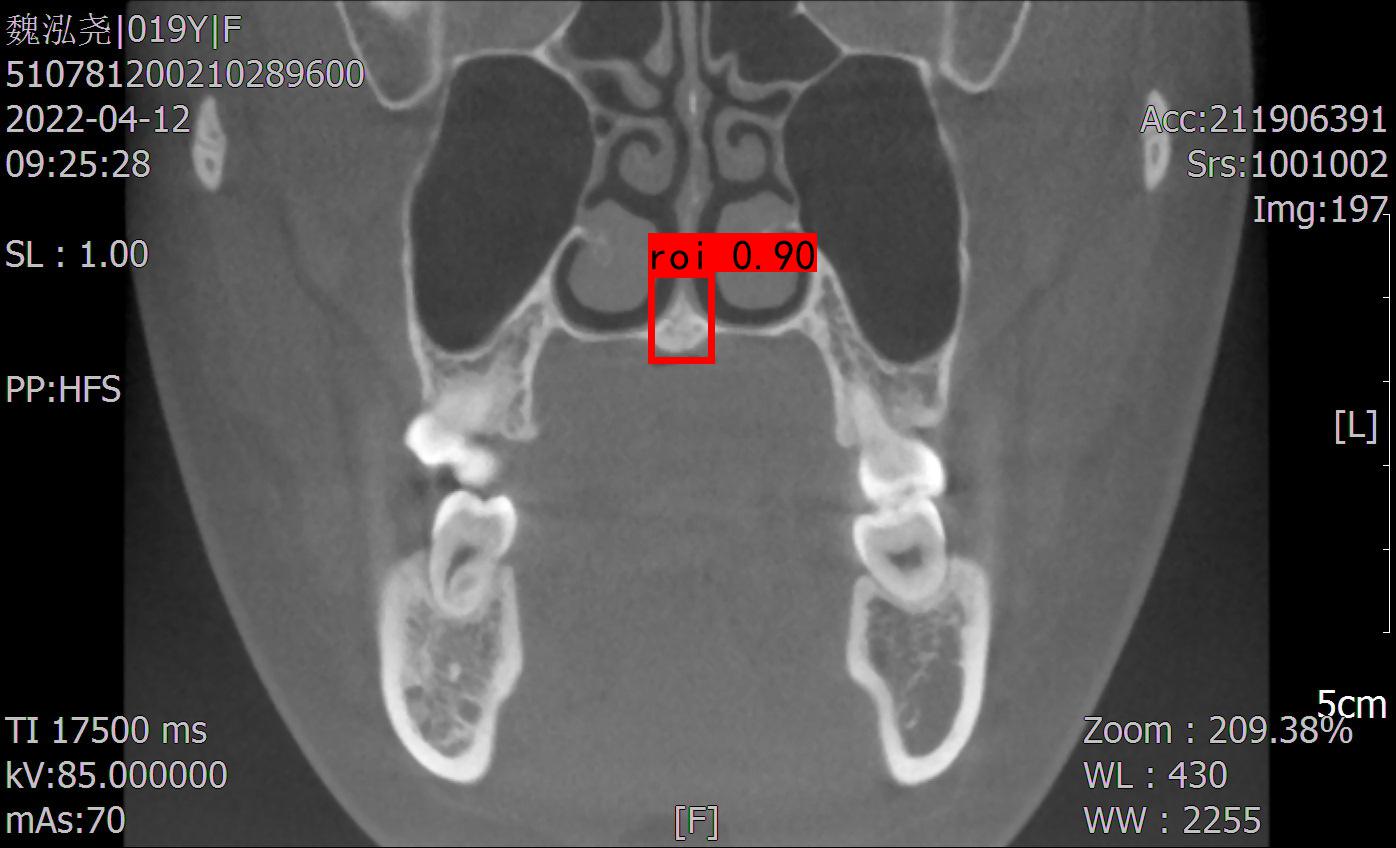 魏泓尧|019Y|F
510781200210289600
2022-04-12
09:25:28
SL : 1.00
PP:HFS
Acc:211906391
Srs:1001002
Img:197
roi 0.90
[L]
5cm
TI 17500 ms
kV:85.000000
mAs:70
[F]
Zoom : 209.38%
WL : 430
WW : 2255